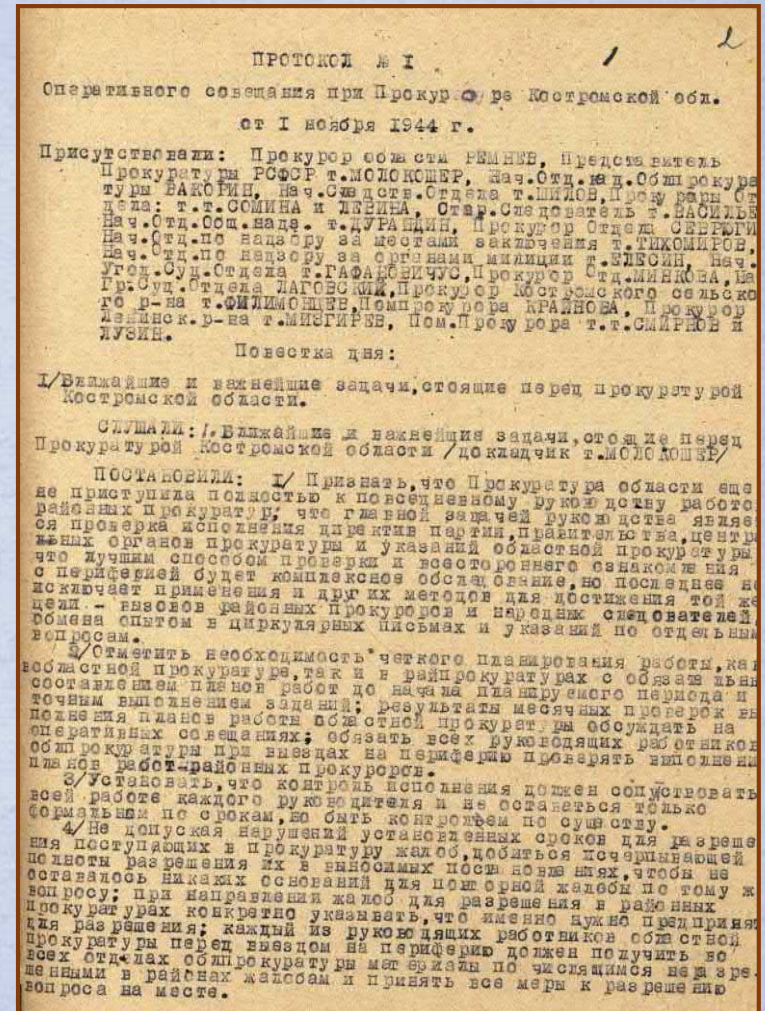 2
1
ПРОТОКОЛ № I
Оперативного совещания при Прокуроре Костромской обл.
от I ноября 1944 г.
Присутствовали: Прокурор области РЕМНЕВ, Представитель
Прокуратуры РСФСР т.МОЛОКОШЕР, Нач.Отд.кад.Облпрокура
туры ВАКОРИН, Нач.Следств.Отдела т.ШИЛОВ,Прокуроры От
дела: т.т.СОМИНА и ЛЕВИНА, Стар.Следователь т.ВАСИЛЬЕ
Нач.Отд.Общ.надз. т.ДУРАНДИН, Прокурор Отдела СЕВРЮГИ
Нач.Отд.по надзору за местами заключения т.ТИХОМИРОВ,
Нач.Отд.по надзору за органами милиции т.ЕЛЕСИН, Нач.
Угол.Суд.Отдела т.ГАФАНОВИЧУС,Прокурор Отд.МИНКОВА,На
Гр.Суд.Отдела ЛАГОВСКИЙ,Прокурор Костромского сельско
го р-на т.ФИЛИМОНЦЕВ,Помпрокурора КРАЙНОВА, Прокурор
Ленинск.р-на т.МИЗГИРЕВ, Пом.Прокурора т.т.СМИРНОВ и
ЛУЗИН.
Повестка дня:
I/Ближайшие и важнейшие задачи,стоящие перед прокуратурой
Костромской области.
СЛУШАЛИ: 1.Ближайшие и важнейшие задачи,стоящие перед
Прокуратурой Костромской области /докладчик т.МОЛОКОШЕР/
ПОСТАНОВИЛИ: I/ Признать,что Прокуратура области еще
не приступила полностью к повседневному руководству работо
районных прокуратур; что главной задачей руководства являе
ся проверка исполнения директив партии,правительства,центра
льных органов прокуратуры и указаний областной прокуратуры
что лучшим способом проверки и всестороннего ознакомления
с периферией будет комплексное обследование,но последнее не
исключает применения и других методов для достижения той же
цели - вызовов районных прокуроров и народных следователей,
обмена опытом в циркулярных письмах и указаний по отдельным
вопросам.
2/Отметить необходимость четкого планирования работы,как
вобластной прокуратуре,так и в райпрокуратурах с обязательны
составлением планов работ до начала планируемого периода и
точным выполнением заданий; результаты месячных проверок вы
полнения планов работы областной прокуратуры обсуждать на
оперативных совещаниях; обязать всех руководящих работников
облпрокуратуры при выездах на периферию проверять выполнени
планов работ районных прокуроров.
3/Установать,что контроль исполнения должен сопутствовать
всей работе каждого руководителя и не оставаться только
формальным по срокам,но быть контролем по существу.
4/Не допуская нарушений установленных сроков для разреше
ния поступающих в прокуратуру жалоб,добиться исчерпывающей
полноты разрешения их в выносимых постановлениях,чтобы не
оставалось никаких оснований для повторной жалобы по тому ж
вопросу; при направлении жалоб для разрешения в районных
прокуратурах конкретно указывать,что именно нужно предпринят
для разрешения; каждый из руководящих работников областной
прокуратуры перед выездом на периферию должен получить во
всех отделах облпрокуратуры материалы по числящимся неразре-
шенными в районах жалобам и принять все меры к разрешению
вопроса на месте.